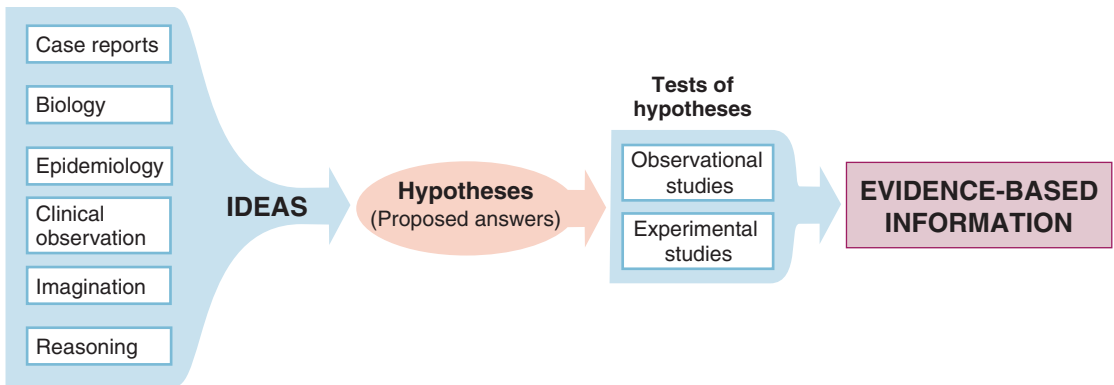 Case reports
Biology
Epidemiology
Clinical
observation
Imagination
Reasoning
IDEAS
Hypotheses
(Proposed answers)
Tests of
hypotheses
Observational
studies
Experimental
studies
EVIDENCE-BASED
INFORMATION